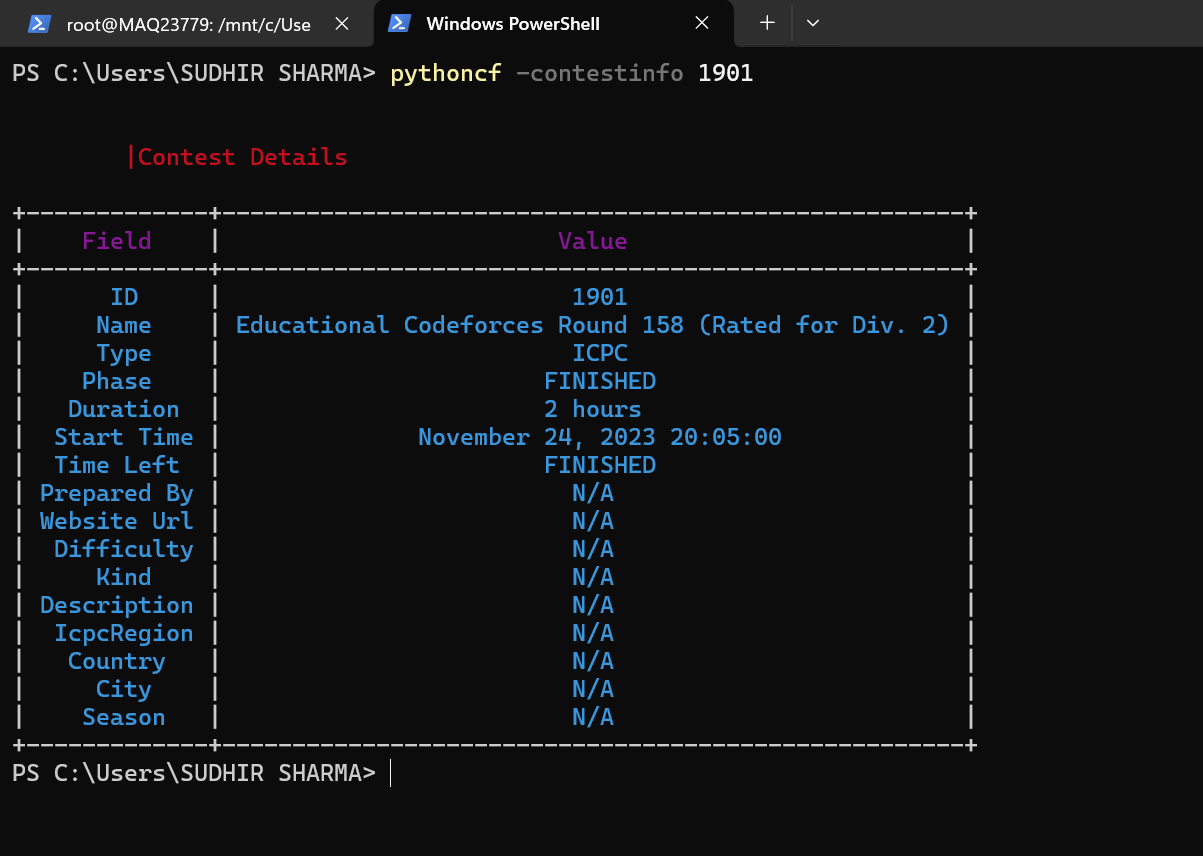 root@MAQ23779: /mnt/c/Use
Windows PowerShell
PS C:\Users\SUDHIR SHARMA> pythoncf -contestinfo 1901
|Contest Details
+-------------+-----------------------------------------------------+
| Field | Value |
+-------------+-----------------------------------------------------+
| ID | 1901 |
| Name | Educational Codeforces Round 158 (Rated for Div. 2) |
| Type | ICPC |
| Phase | FINISHED |
| Duration | 2 hours |
| Start Time | November 24, 2023 20:05:00 |
| Time Left | FINISHED |
| Prepared By | N/A |
| Website Url | N/A |
| Difficulty | N/A |
| Kind | N/A |
| Description | N/A |
| IcpcRegion | N/A |
| Country | N/A |
| City | N/A |
| Season | N/A |
+-------------+-----------------------------------------------------+
PS C:\Users\SUDHIR SHARMA>